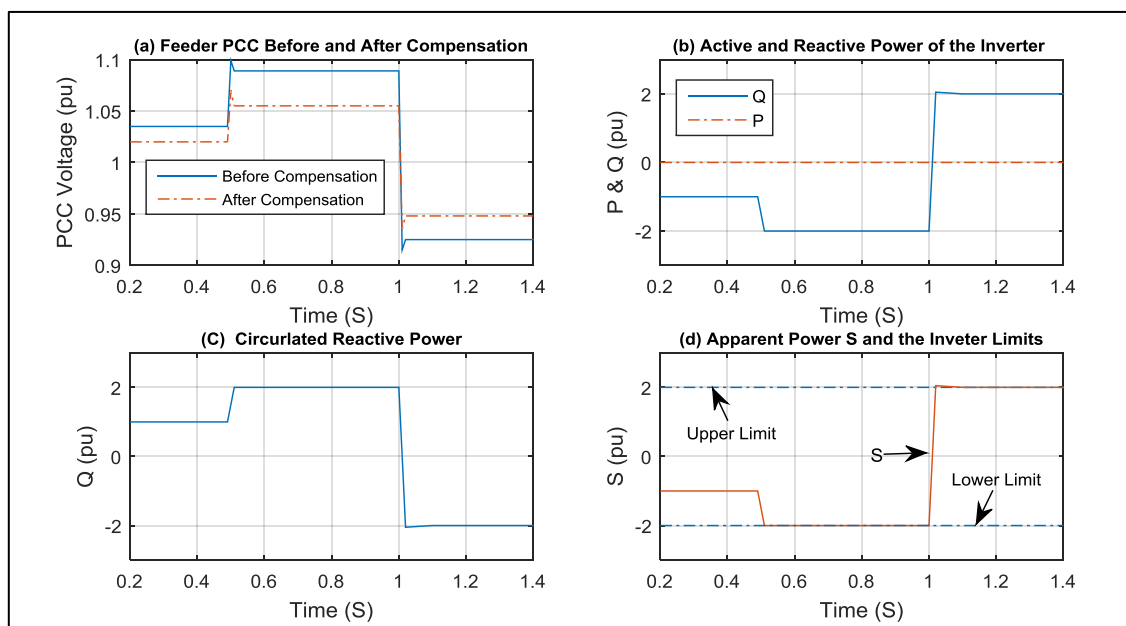 (a) Feeder PCC Before and After Compensation
1.1
1.05
1
0.95
0.9
PCC Voltage (pu)
Before Compensation
After Compensation
0.2 0.4 0.6 0.8 1 1.2 1.4
Time (S)
(b) Active and Reactive Power of the Inverter
2
0
-2
P & Q (pu)
Q
P
0.2 0.4 0.6 0.8 1 1.2 1.4
Time (S)
(C) Circurlated Reactive Power
2
0
-2
Q (pu)
0.2 0.4 0.6 0.8 1 1.2 1.4
Time (S)
(d) Apparent Power S and the Inveter Limits
2
0
-2
S (pu)
Upper Limit
S
Lower Limit
0.2 0.4 0.6 0.8 1 1.2 1.4
Time (S)